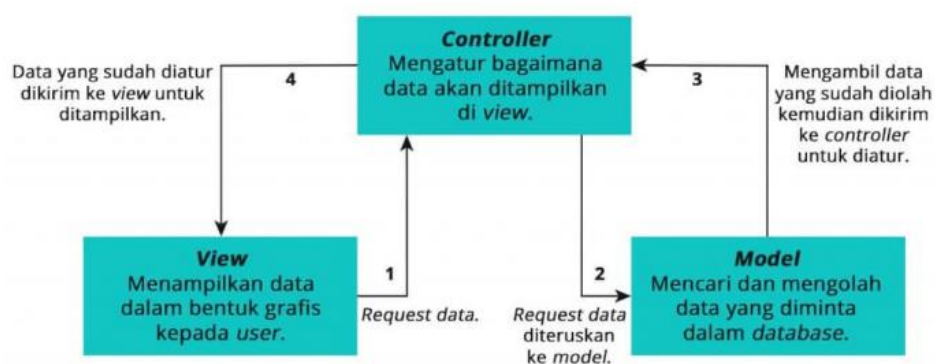 Controller
Mengatur bagaimana
data akan ditampilkan
di view.
Data yang sudah diatur
dikirim ke view untuk
ditampilkan.
4
3
Mengambil data
yang sudah diolah
kemudian dikirim
ke controller
untuk diatur.
View
Menampilkan data
dalam bentuk grafis
kepada user.
1
Request data.
2
Request data
diteruskan
ke model.
Model
Mencari dan mengolah
data yang diminta
dalam database.